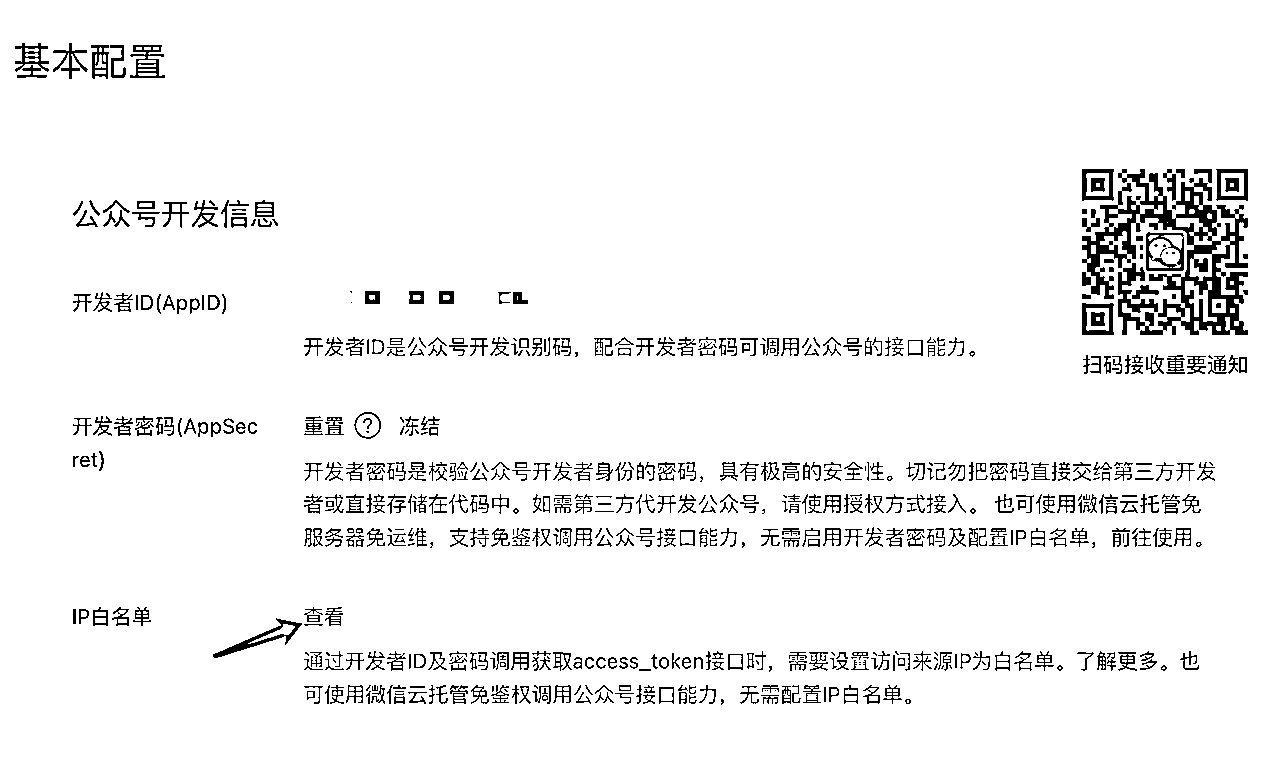 基本配置
公众号开发信息
开发者ID(AppID)
开发者ID是公众号开发识别码，配合开发者密码可调用公众号的接口能力。
扫码接收重要通知
开发者密码(AppSec
ret)
重置 ? 冻结
开发者密码是校验公众号开发者身份的密码，具有极高的安全性。切记勿把密码直接交给第三方开发
者或直接存储在代码中。如需第三方代开发公众号，请使用授权方式接入。 也可使用微信云托管免
服务器免运维，支持免鉴权调用公众号接口能力，无需启用开发者密码及配置IP白名单，前往使用。
IP白名单
查看
通过开发者ID及密码调用获取access_token接口时，需要设置访问来源IP为白名单。了解更多。也
可使用微信云托管免鉴权调用公众号接口能力，无需配置IP白名单。